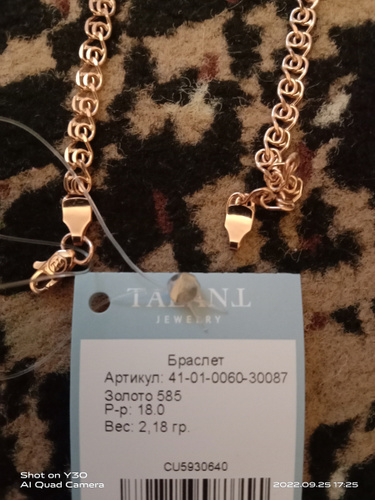 TALANT
JEWELRY
Браслет
Артикул: 41-01-0060-30087
Золото 585
Р-р: 18.0
Вес: 2,18 гр.
CU5930640
Shot on Y30
AI Quad Camera
2022.09.25 17:25